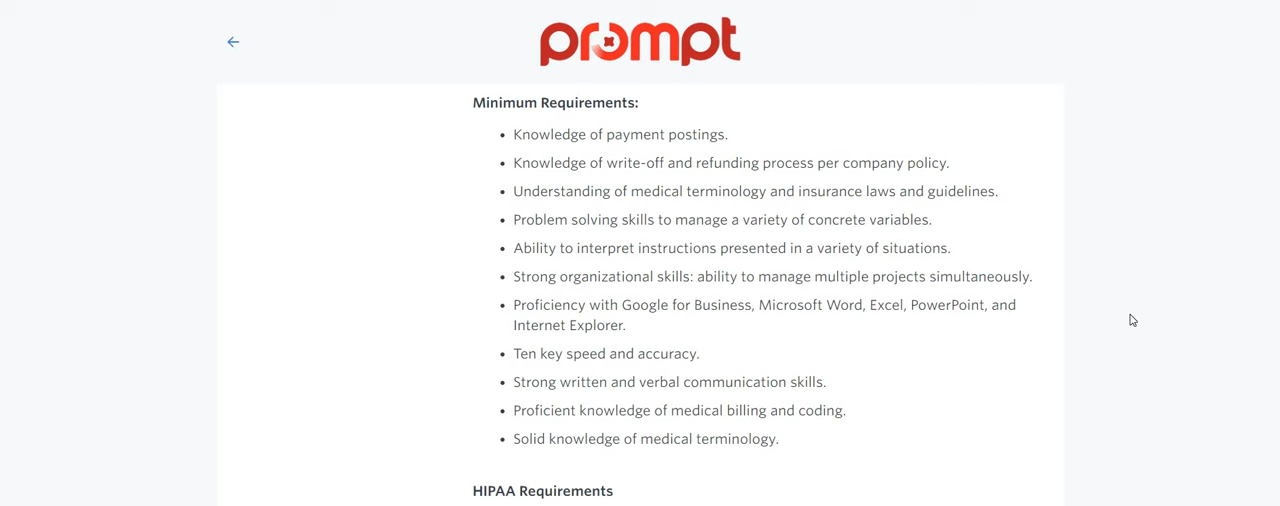 prompt
Minimum Requirements:
• Knowledge of payment postings.
• Knowledge of write-off and refunding process per company policy.
• Understanding of medical terminology and insurance laws and guidelines.
• Problem solving skills to manage a variety of concrete variables.
• Ability to interpret instructions presented in a variety of situations.
• Strong organizational skills: ability to manage multiple projects simultaneously.
• Proficiency with Google for Business, Microsoft Word, Excel, PowerPoint, and
Internet Explorer.
• Ten key speed and accuracy.
• Strong written and verbal communication skills.
• Proficient knowledge of medical billing and coding.
• Solid knowledge of medical terminology.
HIPAA Requirements